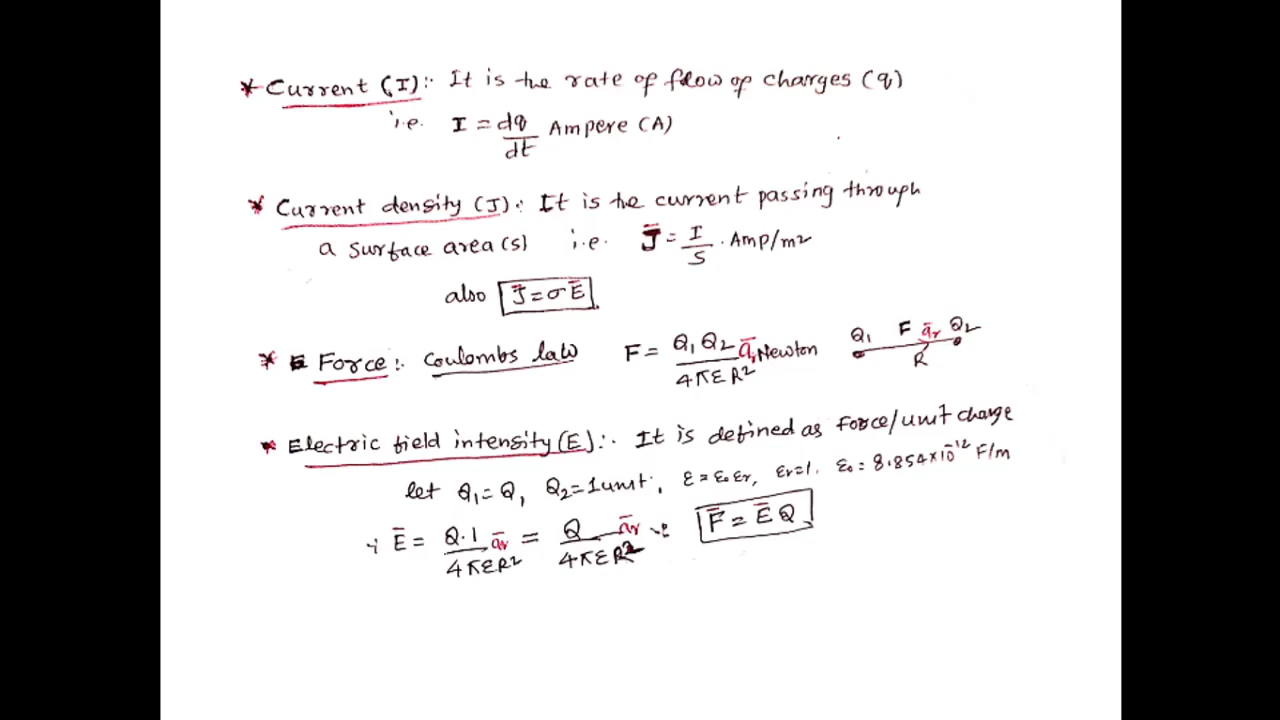 * Current (I):- It is the rate of flow of charges (q)
i.e. I = dq/dt Ampere (A)
* Current density (J):- It is the current passing through
a surface area (s) i.e. J̄ = I/S . Amp/m²
also J̄ = σĒ
* Force:- Coulombs law F = Q₁Q₂/4πεR² āᵣ Newton Q₁ F āᵣ Q₂
R
* Electric field intensity (E):- It is defined as Force/unit charge
let Q₁ = Q, Q₂ = 1 unit, ε = ε₀εᵣ, εᵣ = 1. ε₀ = 8.854×10⁻¹² F/m
∴ Ē = Q.1/4πεR² āᵣ = Q/4πεR² āᵣ F̄ = ĒQ